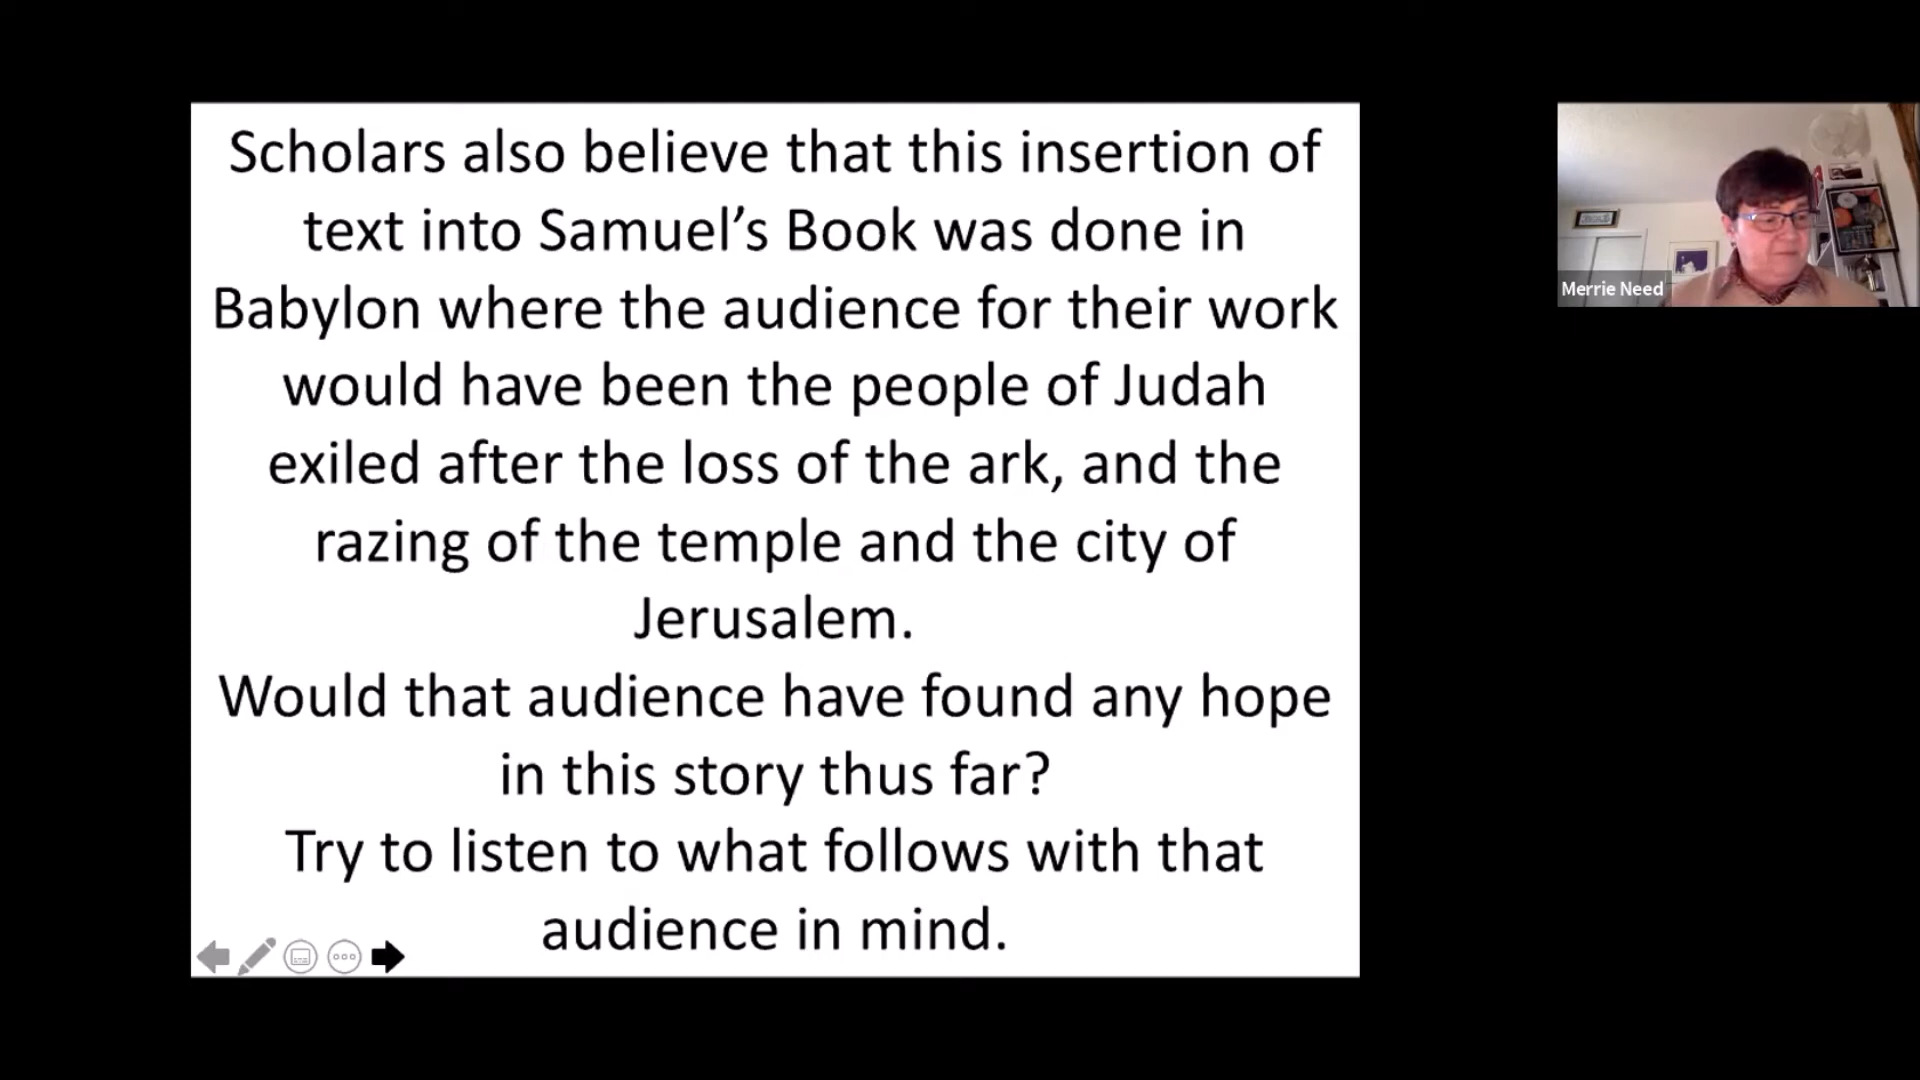 Scholars also believe that this insertion of
text into Samuel’s Book was done in
Babylon where the audience for their work
would have been the people of Judah
exiled after the loss of the ark, and the
razing of the temple and the city of
Jerusalem.
Would that audience have found any hope
in this story thus far?
Try to listen to what follows with that
audience in mind.
Merrie Need